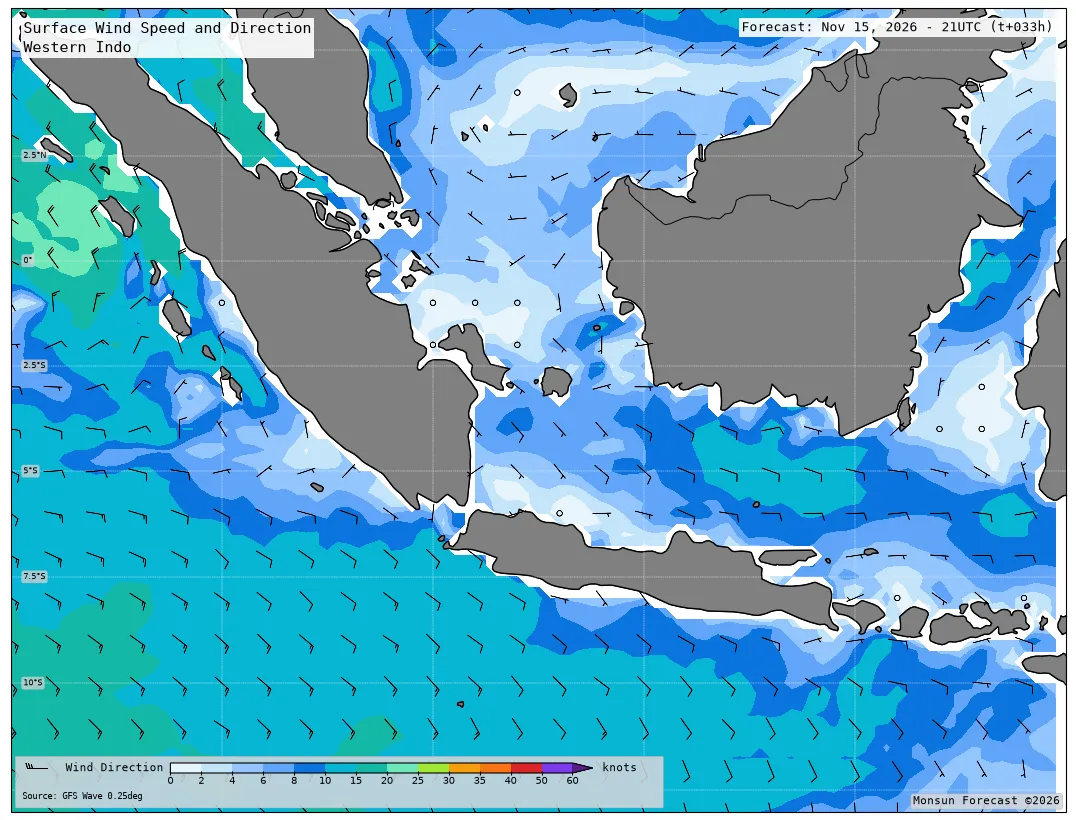 Surface Wind Speed and Direction
Western Indo
Forecast: Nov 15, 2026 - 21UTC (t+033h)
2.5°N
0°
2.5°S
5°S
7.5°S
10°S
Wind Direction
0 2 4 6 8 10 15 20 25 30 35 40 50 60
knots
Source: GFS Wave 0.25deg
Monsun Forecast ©2026